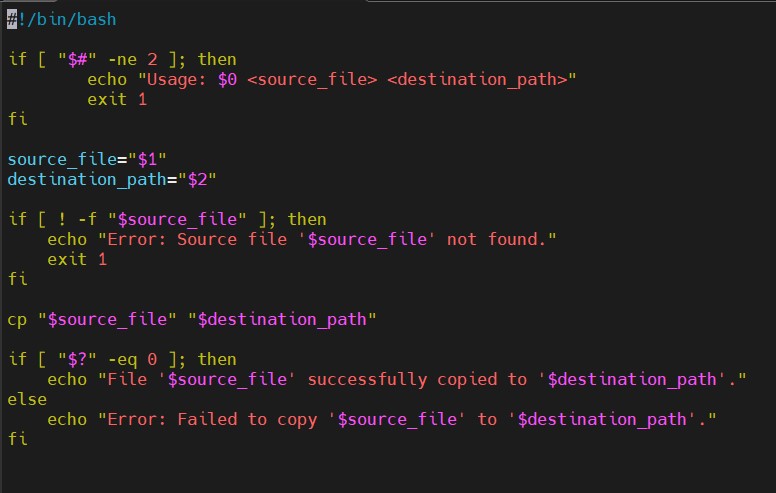 #!/bin/bash
if [ "$#" -ne 2 ]; then
        echo "Usage: $0 <source_file> <destination_path>"
        exit 1
fi
source_file="$1"
destination_path="$2"
if [ ! -f "$source_file" ]; then
    echo "Error: Source file '$source_file' not found."
    exit 1
fi
cp "$source_file" "$destination_path"
if [ "$?" -eq 0 ]; then
    echo "File '$source_file' successfully copied to '$destination_path'."
else
    echo "Error: Failed to copy '$source_file' to '$destination_path'."
fi